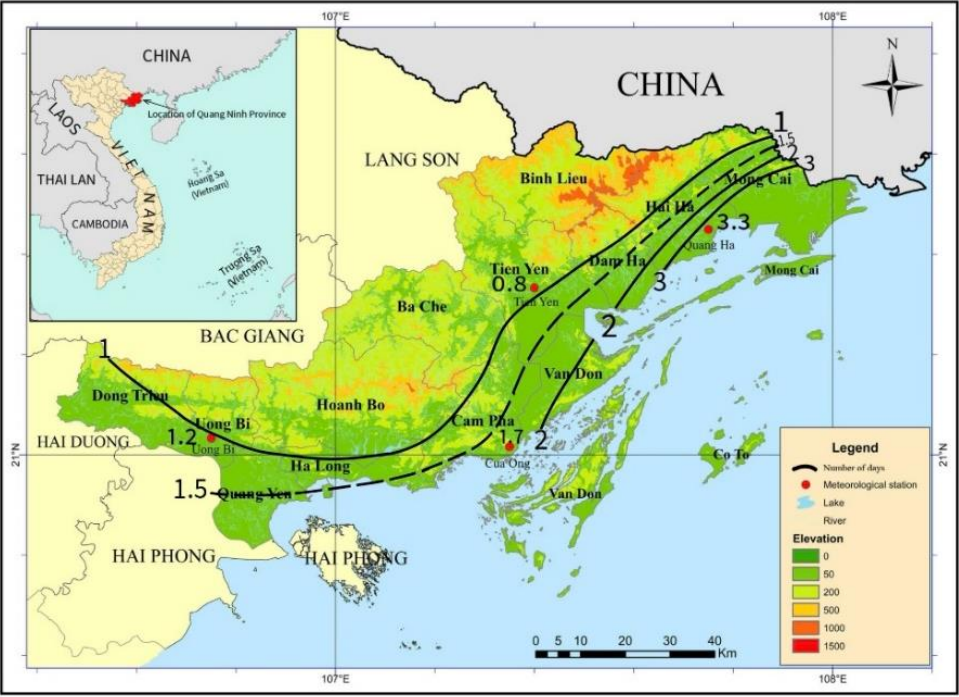 107°E
108°E
CHINA
Location of Quang Ninh Province
LAOS
VIET NAM
THAI LAN
CAMBODIA
Hoang Sa
(Vietnam)
Truong Sa
(Vietnam)
N
CHINA
LANG SON
BAC GIANG
HAI DUONG
HAI PHONG
HAI PHONG
1
1.5
2
3
Binh Lieu
Mong Cai
Hai Ha
3.3
Quang Ha
Dam Ha
Mong Cai
Tien Yen
0.8
Tien Yen
3
Ba Che
2
1
Van Don
Dong Trieu
Hoanh Bo
Uong Bi
1.2
Uong Bi
Cam Pha
1.7
2
Cua Ong
Ha Long
Co To
1.5
Quang Yen
Van Don
21°N
21°N
Legend
Number of days
Meteorological station
Lake
River
Elevation
0
50
200
500
1000
1500
0 5 10 20 30 40
Km
107°E
108°E